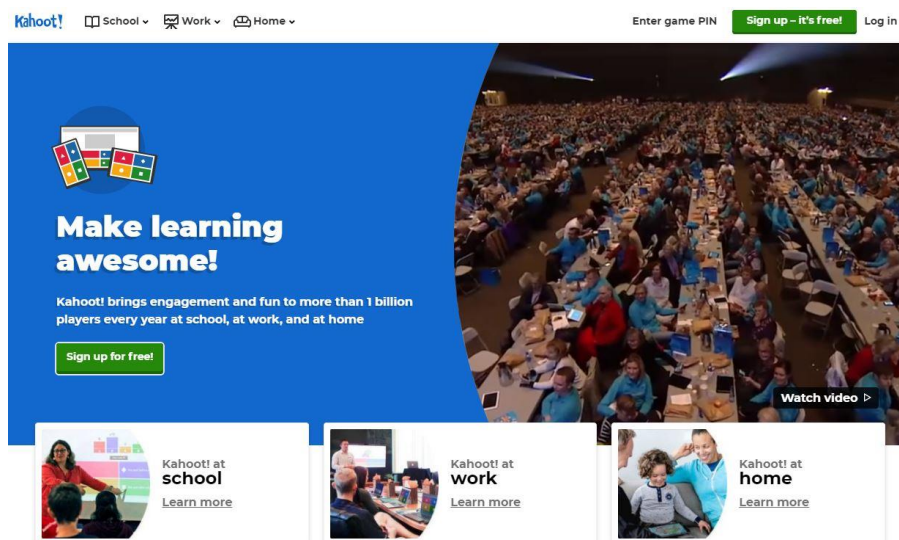 Kahoot!
School
Work
Home
Enter game PIN
Sign up – it's free!
Log in
Make learning
awesome!
Kahoot! brings engagement and fun to more than 1 billion
players every year at school, at work, and at home
Sign up for free!
Watch video
Kahoot! at
school
Learn more
Kahoot! at
work
Learn more
Kahoot! at
home
Learn more